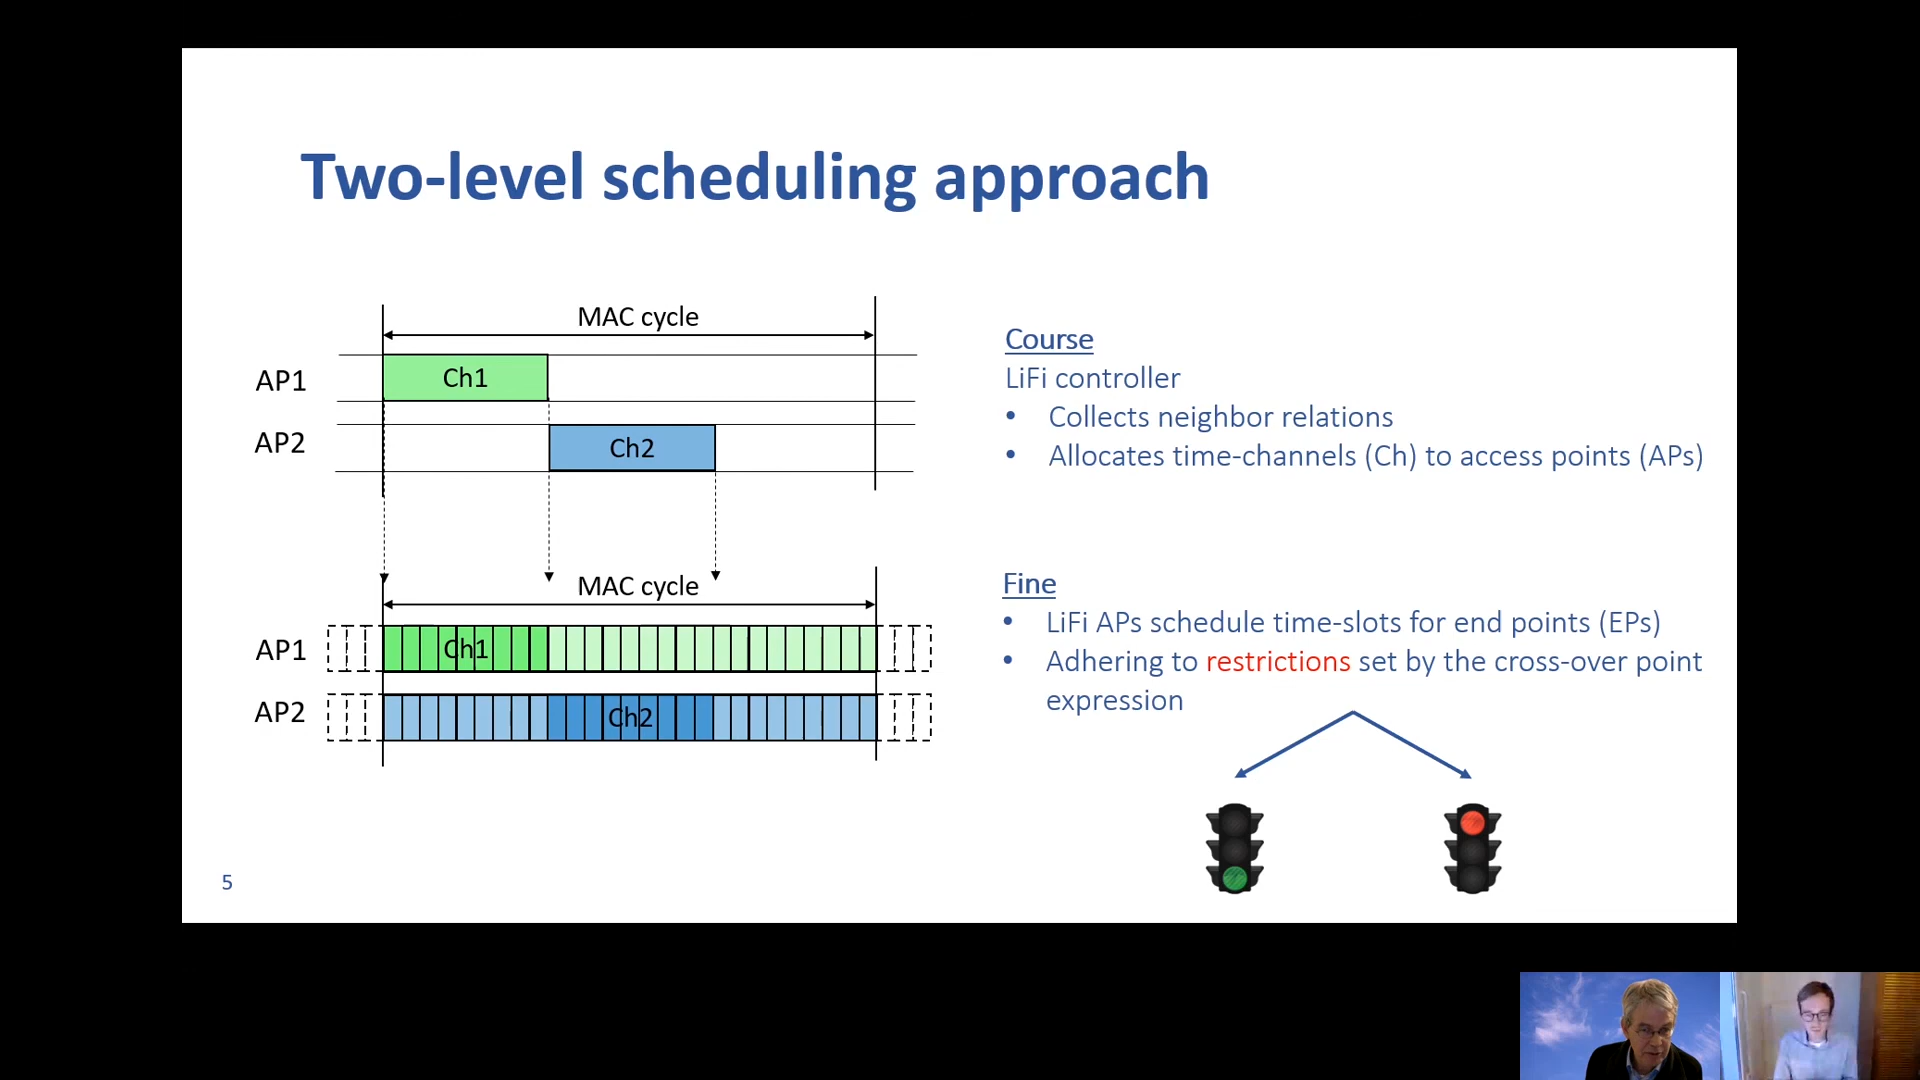 Two-level scheduling approach
MAC cycle
AP1
Ch1
AP2
Ch2
MAC cycle
AP1
Ch1
AP2
Ch2
Course
LiFi controller
• Collects neighbor relations
• Allocates time-channels (Ch) to access points (APs)
Fine
• LiFi APs schedule time-slots for end points (EPs)
• Adhering to restrictions set by the cross-over point
expression
5